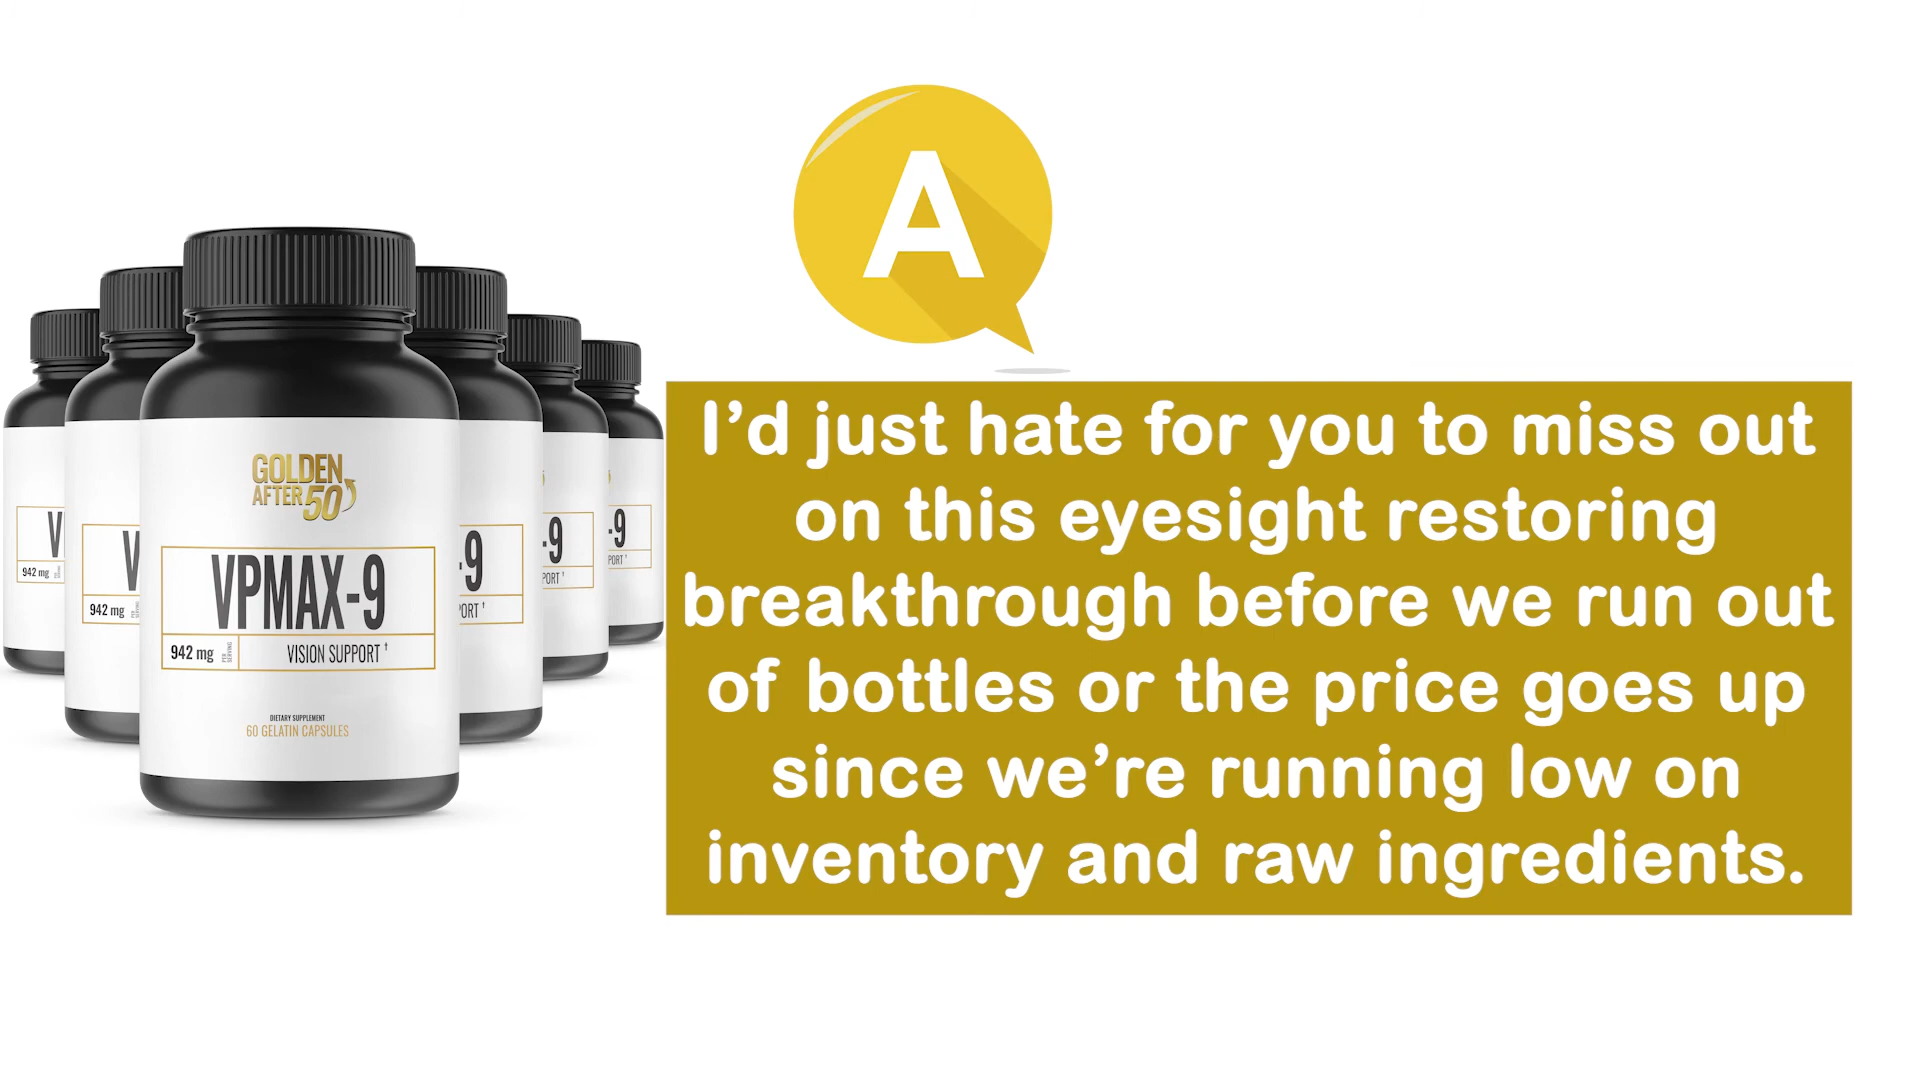 A
I’d just hate for you to miss out
on this eyesight restoring
breakthrough before we run out
of bottles or the price goes up
since we’re running low on
inventory and raw ingredients.
GOLDEN
AFTER 50
VPMAX-9
942 mg PER SERVING VISION SUPPORT †
DIETARY SUPPLEMENT
60 GELATIN CAPSULES
V
942 mg
V
942 mg
-9
PORT †
-9
PORT †
-9
PORT †